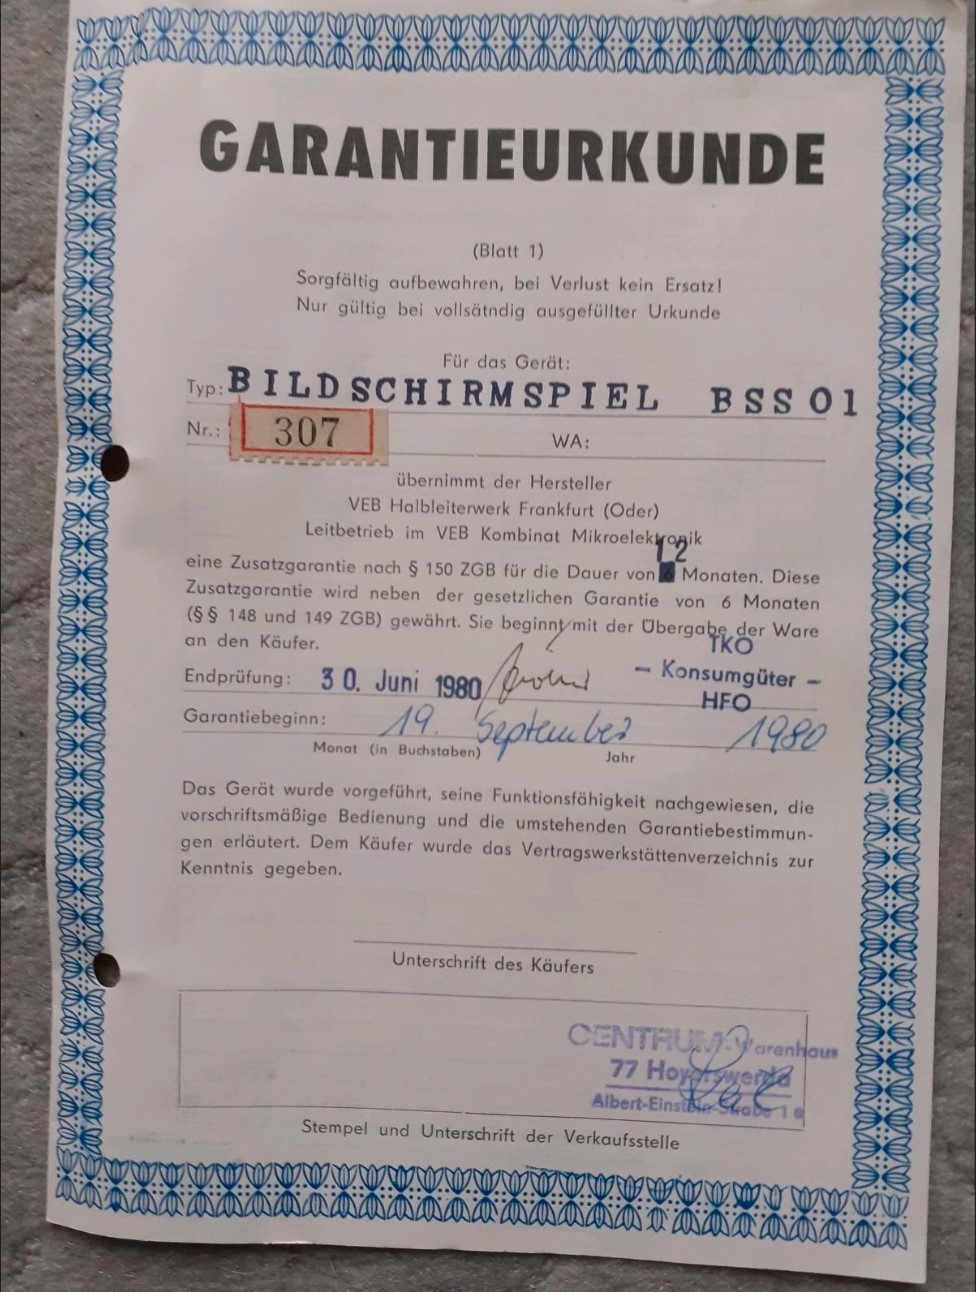 GARANTIEURKUNDE
(Blatt 1)
Sorgfältig aufbewahren, bei Verlust kein Ersatz!
Nur gültig bei vollsätndig ausgefüllter Urkunde
Für das Gerät:
Typ: BILDSCHIRMSPIEL BSS 01
Nr.: 307 WA:
übernimmt der Hersteller
VEB Halbleiterwerk Frankfurt (Oder)
Leitbetrieb im VEB Kombinat Mikroelektronik
12
eine Zusatzgarantie nach § 150 ZGB für die Dauer von Monaten. Diese
Zusatzgarantie wird neben der gesetzlichen Garantie von 6 Monaten
(§§ 148 und 149 ZGB) gewährt. Sie beginnt mit der Übergabe der Ware
an den Käufer.
TKO
Endprüfung: 30. Juni 1980 – Konsumgüter –
HFO
Garantiebeginn: 19. September 1980
Monat (in Buchstaben) Jahr
Das Gerät wurde vorgeführt, seine Funktionsfähigkeit nachgewiesen, die
vorschriftsmäßige Bedienung und die umstehenden Garantiebestimmun-
gen erläutert. Dem Käufer wurde das Vertragswerkstättenverzeichnis zur
Kenntnis gegeben.
Unterschrift des Käufers
CENTRUM-Warenhaus
77 Hoyerswerda
Albert-Einstein-Straße 1 a
Stempel und Unterschrift der Verkaufsstelle